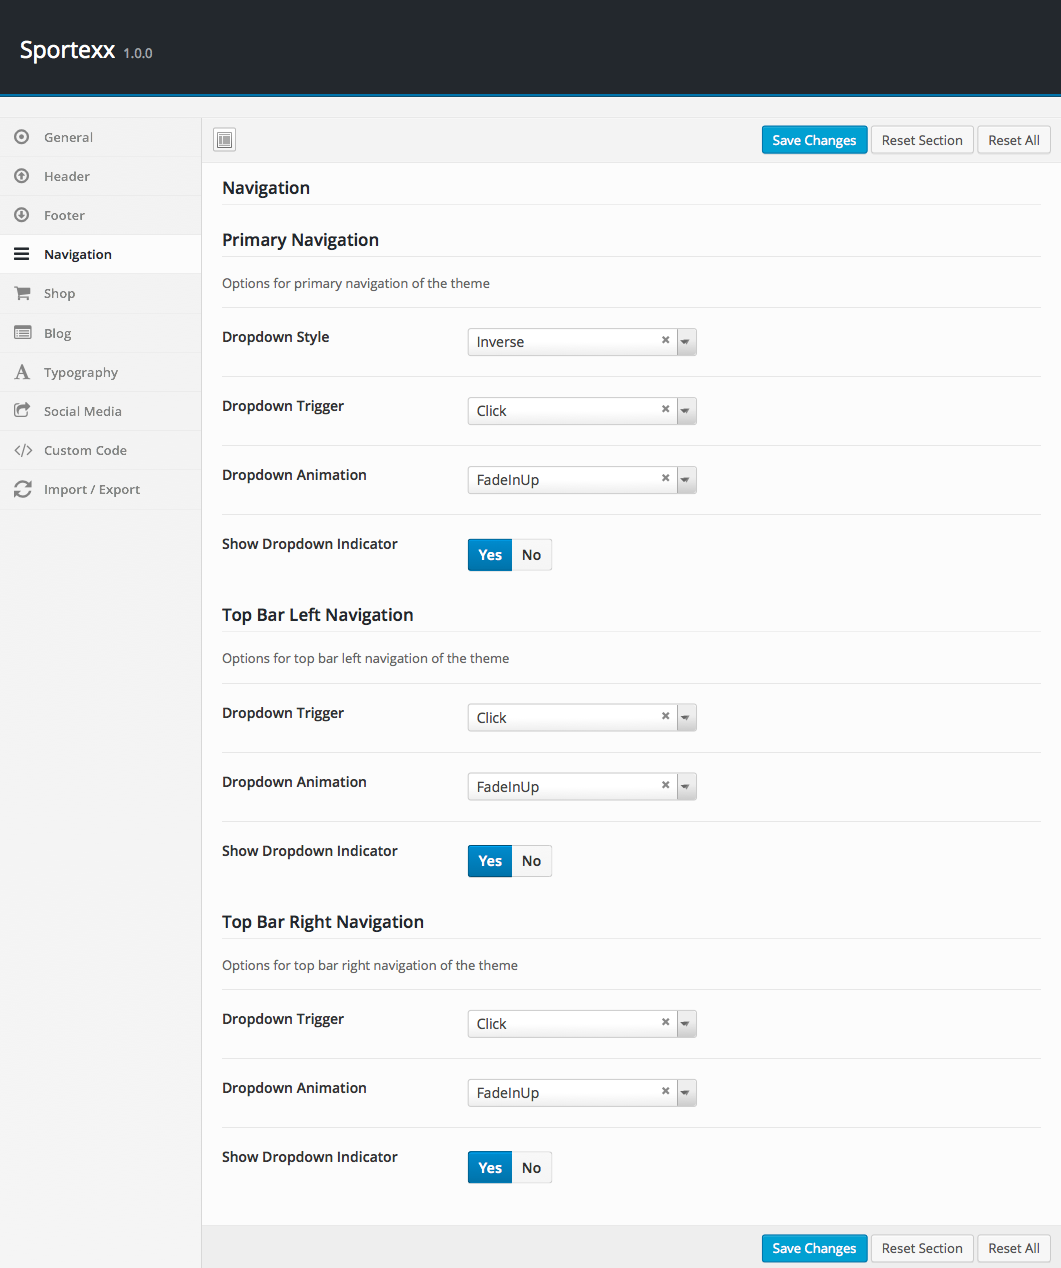 Sportexx 1.0.0
General
Header
Footer
Navigation
Shop
Blog
Typography
Social Media
Custom Code
Import / Export
Save Changes Reset Section Reset All
Navigation
Primary Navigation
Options for primary navigation of the theme
Dropdown Style Inverse
Dropdown Trigger Click
Dropdown Animation FadeInUp
Show Dropdown Indicator Yes No
Top Bar Left Navigation
Options for top bar left navigation of the theme
Dropdown Trigger Click
Dropdown Animation FadeInUp
Show Dropdown Indicator Yes No
Top Bar Right Navigation
Options for top bar right navigation of the theme
Dropdown Trigger Click
Dropdown Animation FadeInUp
Show Dropdown Indicator Yes No
Save Changes Reset Section Reset All